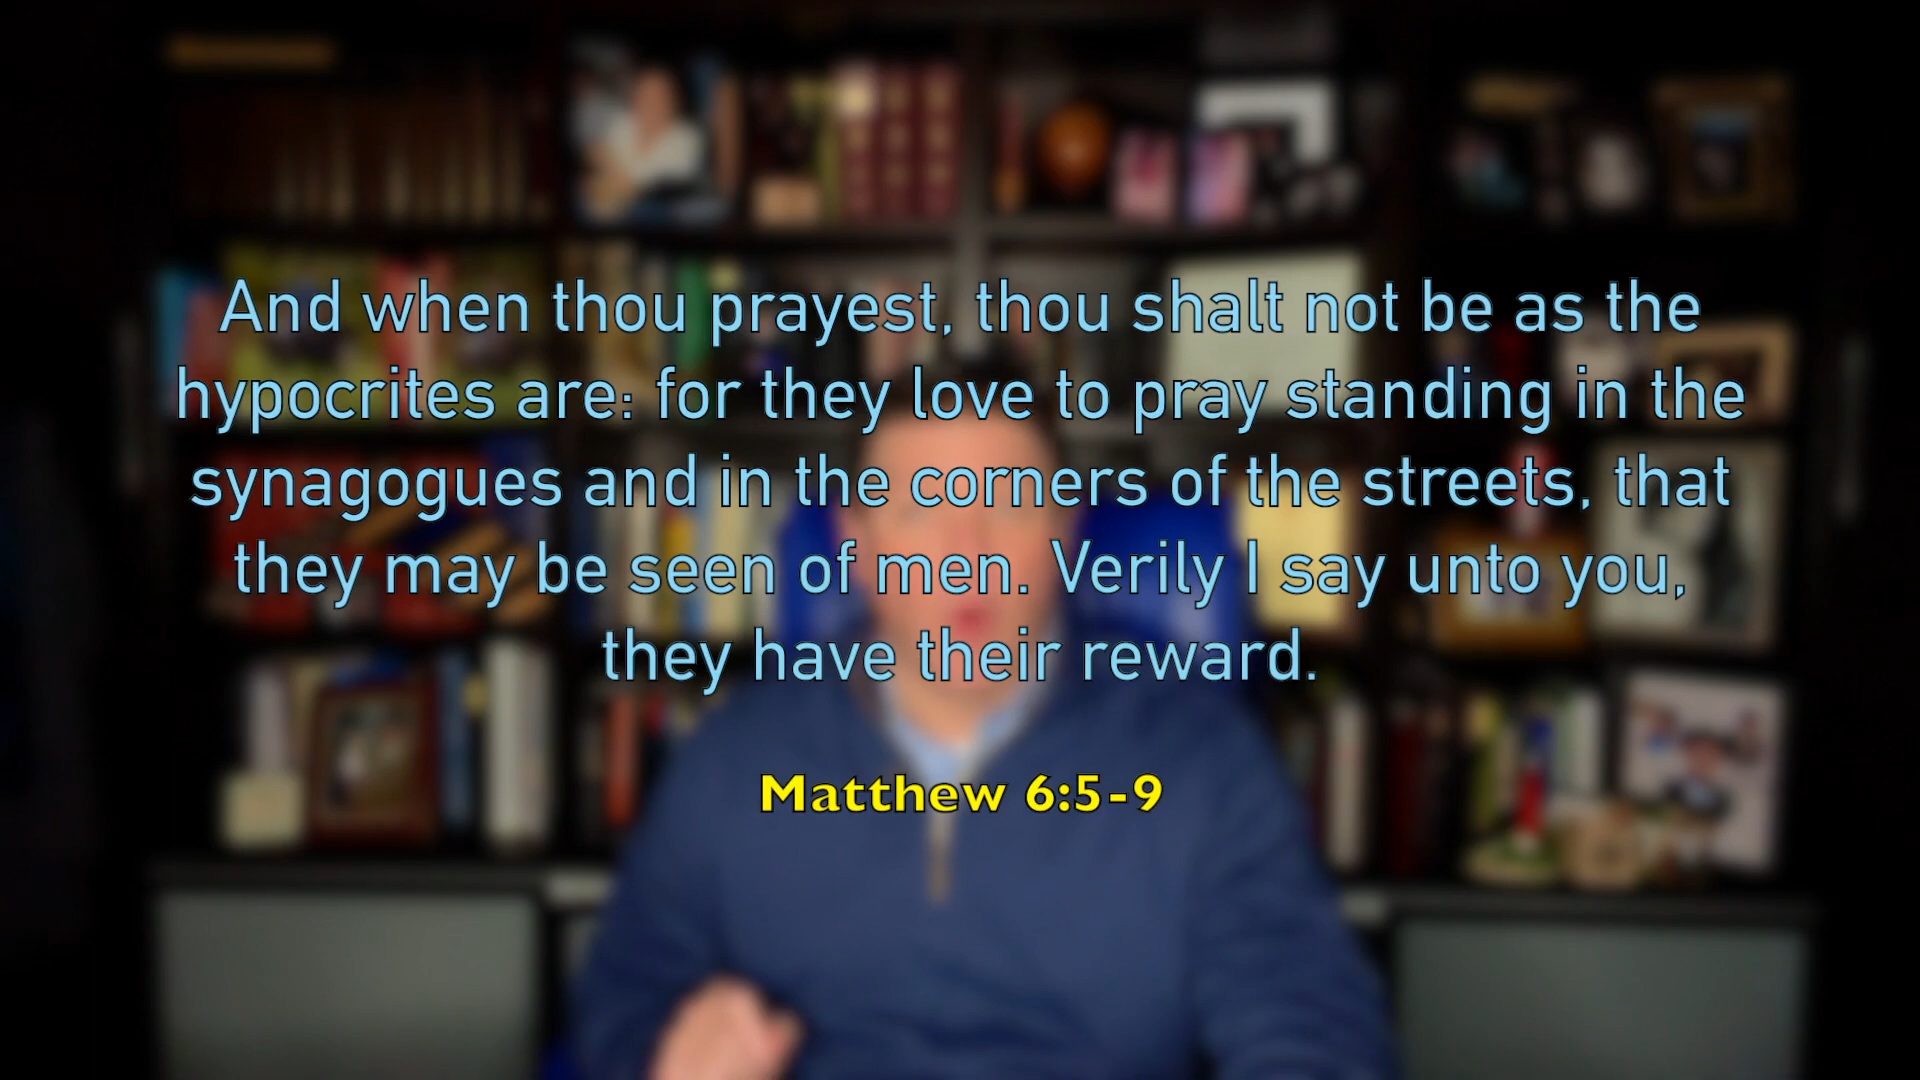 And when thou prayest, thou shalt not be as the
hypocrites are: for they love to pray standing in the
synagogues and in the corners of the streets, that
they may be seen of men. Verily I say unto you,
they have their reward.
Matthew 6:5-9